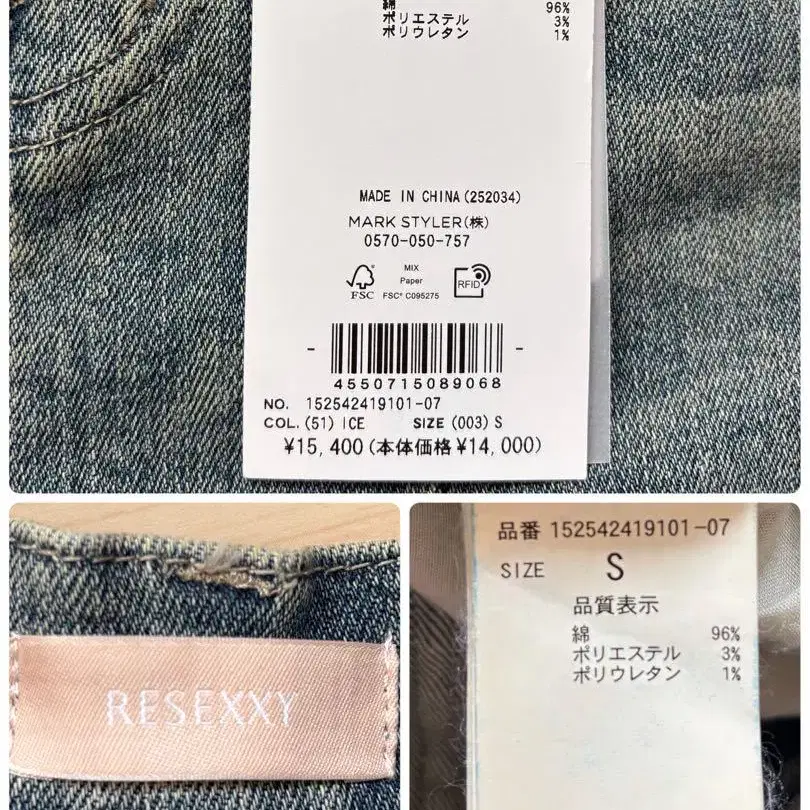 綿 96%
ポリエステル 3%
ポリウレタン 1%
MADE IN CHINA(252034)
MARK STYLER(株)
0570-050-757
FSC
MIX
Paper
FSC® C095275
RFID
4550715089068
NO. 152542419101-07
COL.(51)ICE SIZE (003)S
¥15,400(本体価格¥14,000)
RESEXXY
品番 152542419101-07
SIZE S
品質表示
綿 96%
ポリエステル 3%
ポリウレタン 1%